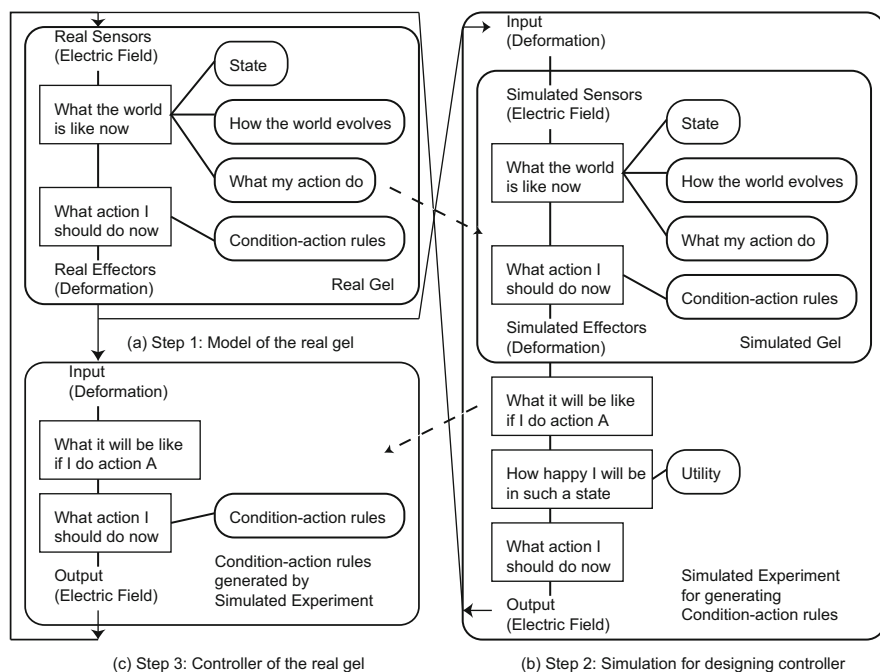 Real Sensors
(Electric Field)
What the world
is like now
State
How the world evolves
What my action do
What action I
should do now
Condition-action rules
Real Effectors
(Deformation)
Real Gel
(a) Step 1: Model of the real gel
Input
(Deformation)
What it will be like
if I do action A
What action I
should do now
Condition-action rules
Output
(Electric Field)
Condition-action rules
generated by
Simulated Experiment
(c) Step 3: Controller of the real gel
Input
(Deformation)
Simulated Sensors
(Electric Field)
What the world
is like now
State
How the world evolves
What my action do
What action I
should do now
Condition-action rules
Simulated Effectors
(Deformation)
Simulated Gel
What it will be like
if I do action A
How happy I will be
in such a state
Utility
What action I
should do now
Output
(Electric Field)
Simulated Experiment
for generating
Condition-action rules
(b) Step 2: Simulation for designing controller